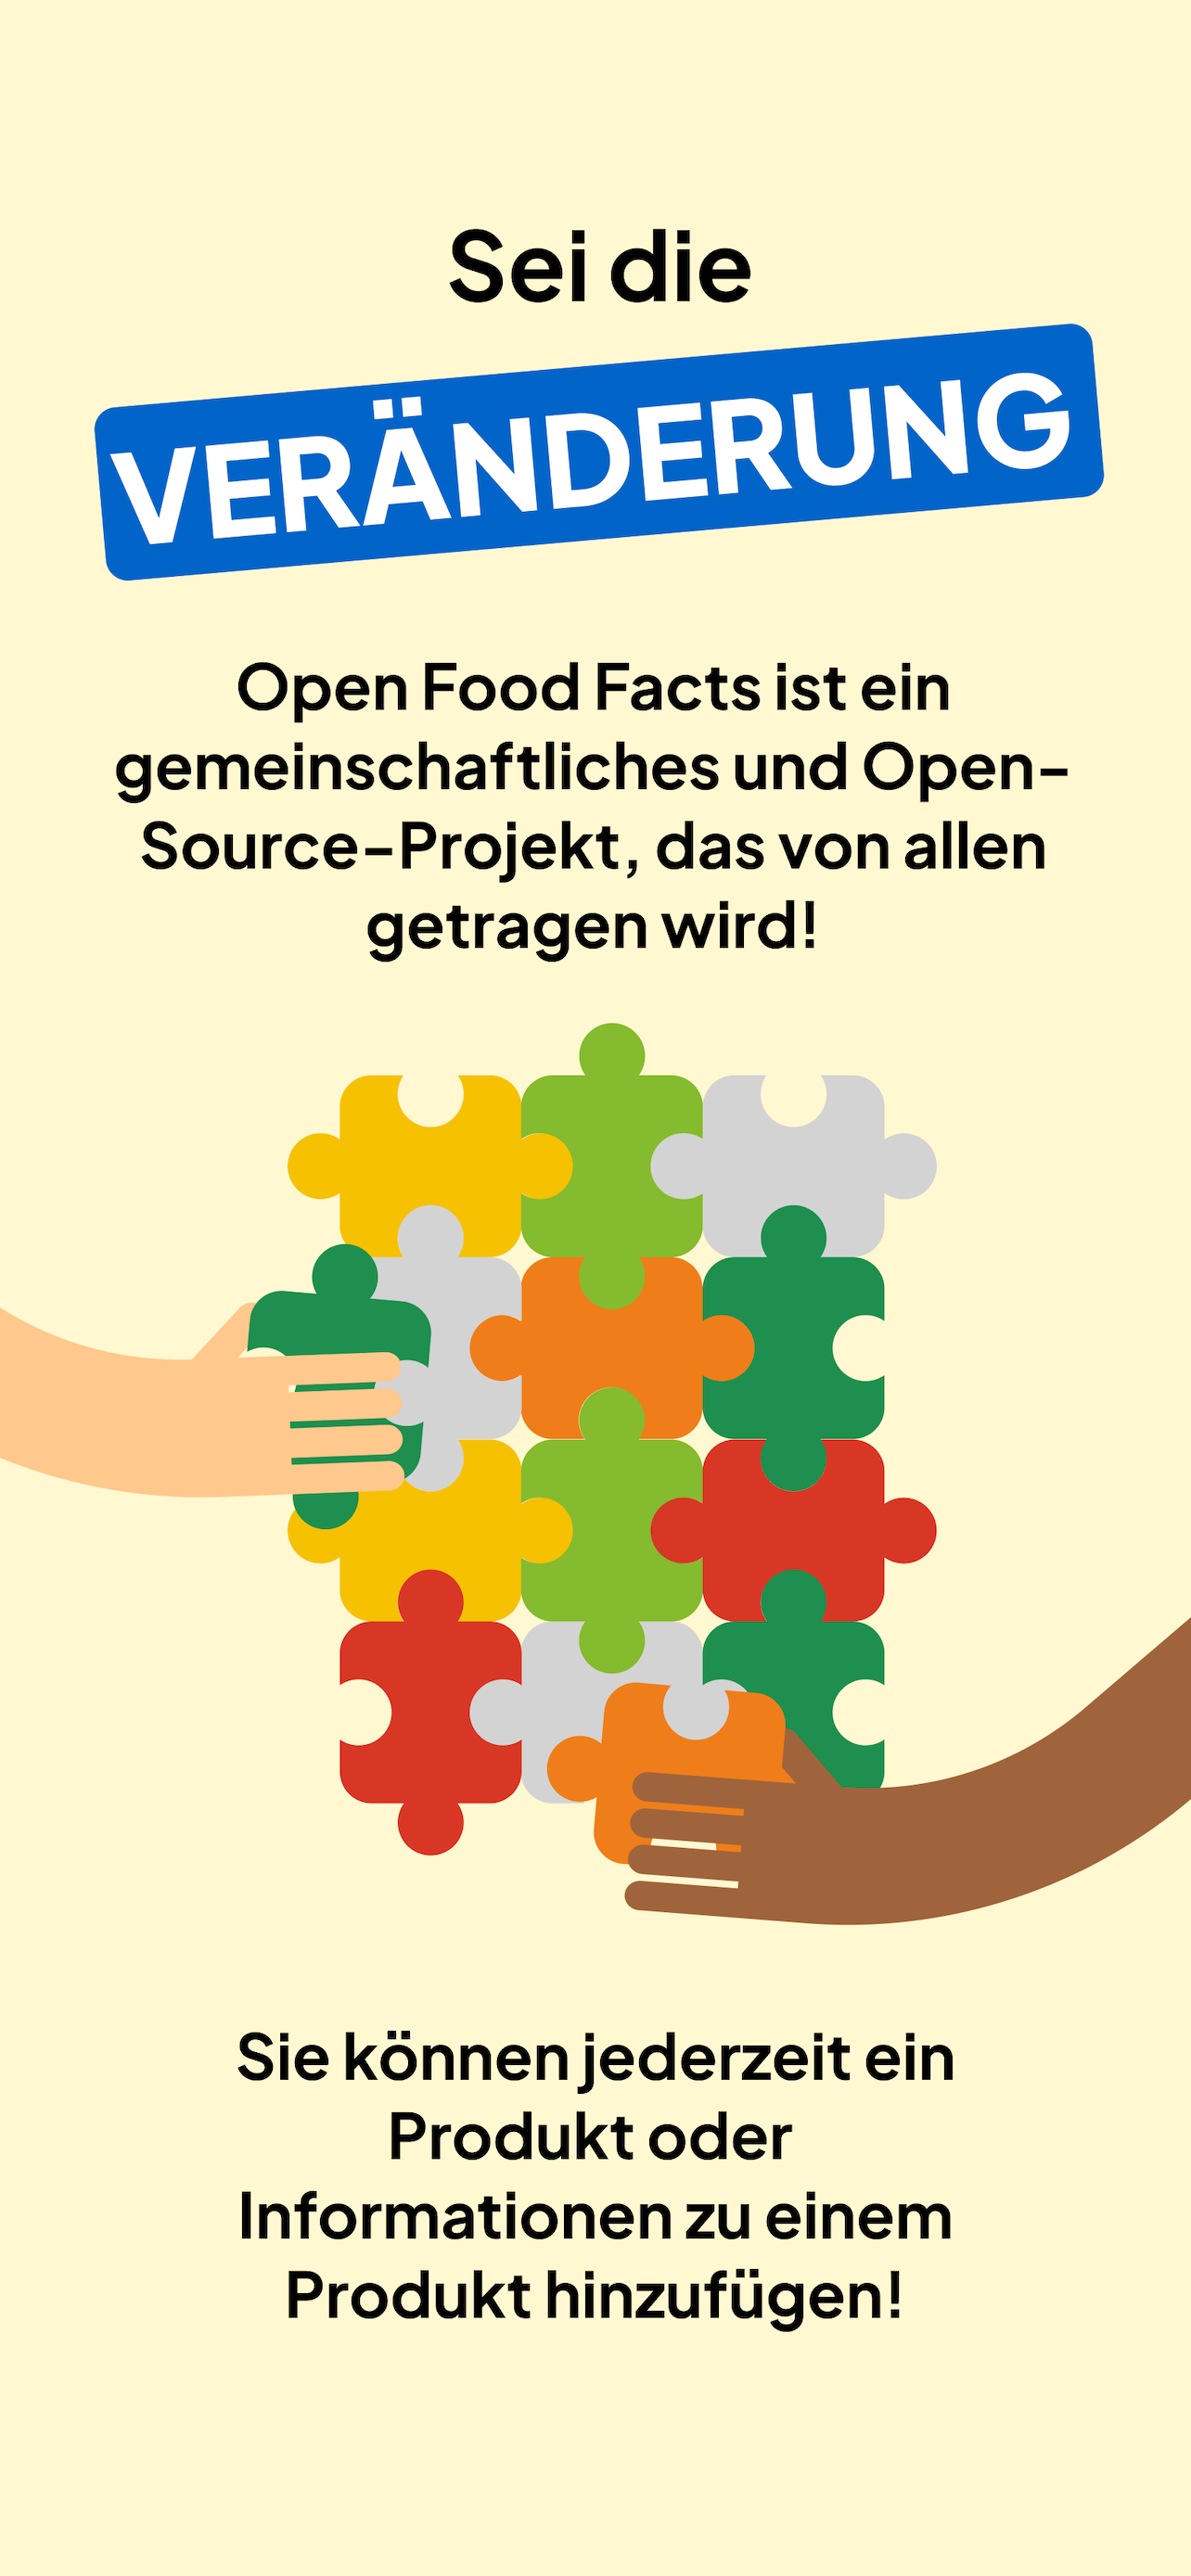 Sei die
VERÄNDERUNG
Open Food Facts ist ein
gemeinschaftliches und Open-
Source-Projekt, das von allen
getragen wird!
Sie können jederzeit ein
Produkt oder
Informationen zu einem
Produkt hinzufügen!